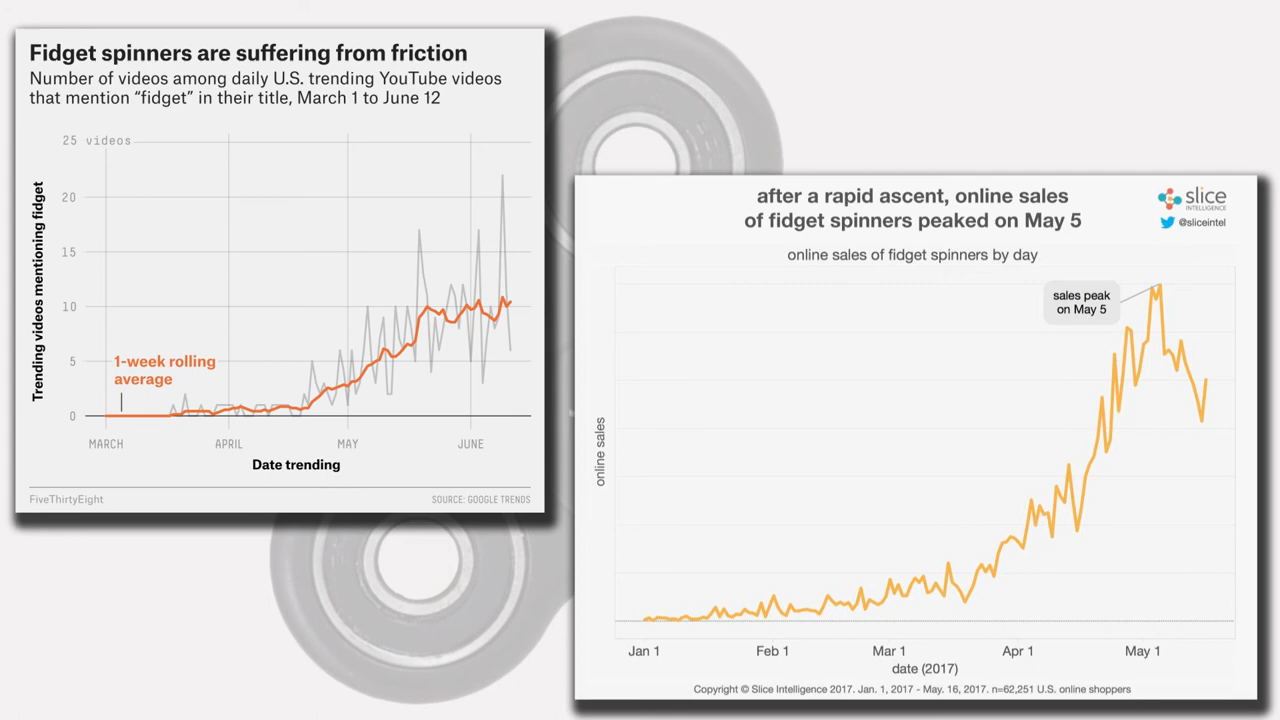 Fidget spinners are suffering from friction
Number of videos among daily U.S. trending YouTube videos
that mention “fidget” in their title, March 1 to June 12
25 videos
20
15
10
5
0
Trending videos mentioning fidget
1-week rolling
average
MARCH APRIL MAY JUNE
Date trending
FiveThirtyEight SOURCE: GOOGLE TRENDS
after a rapid ascent, online sales
of fidget spinners peaked on May 5
slice
INTELLIGENCE
@sliceintel
online sales of fidget spinners by day
sales peak
on May 5
online sales
Jan 1 Feb 1 Mar 1 Apr 1 May 1
date (2017)
Copyright © Slice Intelligence 2017. Jan. 1, 2017 - May. 16, 2017. n=62,251 U.S. online shoppers